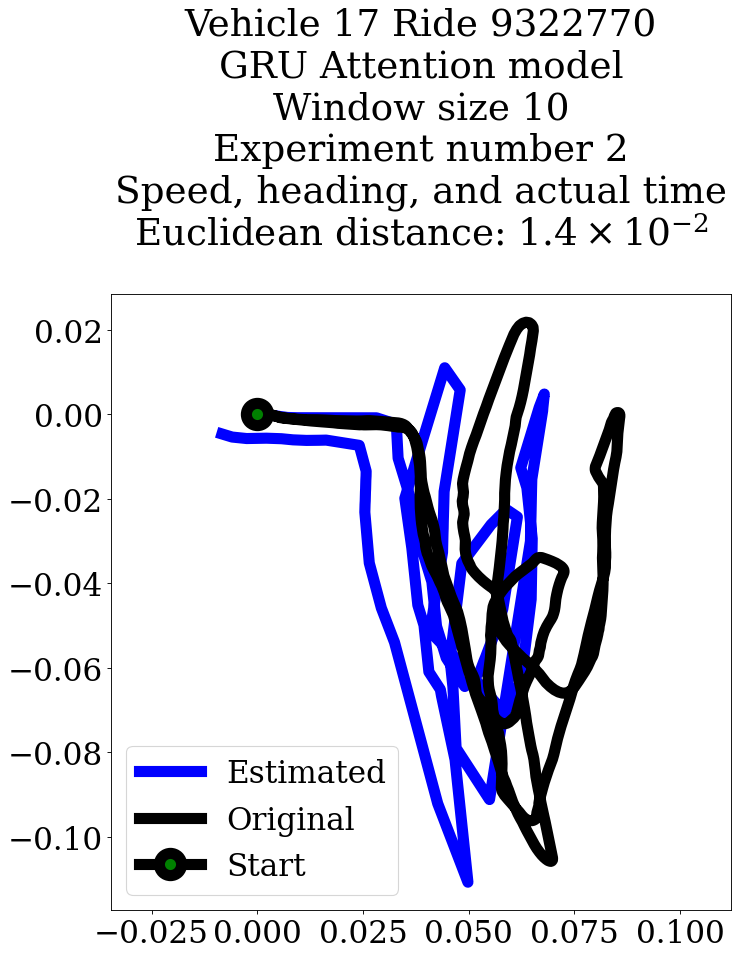 Vehicle 17 Ride 9322770
GRU Attention model
Window size 10
Experiment number 2
Speed, heading, and actual time
Euclidean distance: 1.4 × 10⁻²
0.02
0.00
−0.02
−0.04
−0.06
−0.08
−0.10
Estimated
Original
Start
−0.025 0.000 0.025 0.050 0.075 0.100